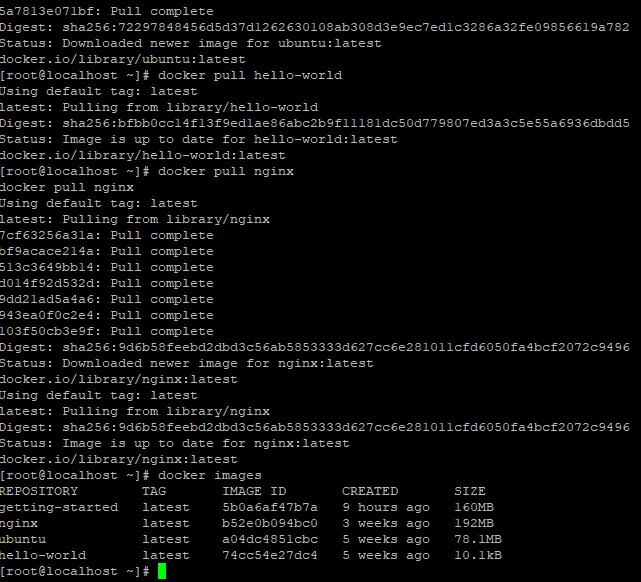 5a7813e071bf: Pull complete
Digest: sha256:72297848456d5d37d1262630108ab308d3e9ec7ed1c3286a32fe09856619a782
Status: Downloaded newer image for ubuntu:latest
docker.io/library/ubuntu:latest
[root@localhost ~]# docker pull hello-world
Using default tag: latest
latest: Pulling from library/hello-world
Digest: sha256:bfbb0cc14f13f9ed1ae86abc2b9f11181dc50d779807ed3a3c5e55a6936dbdd5
Status: Image is up to date for hello-world:latest
docker.io/library/hello-world:latest
[root@localhost ~]# docker pull nginx
docker pull nginx
Using default tag: latest
latest: Pulling from library/nginx
7cf63256a31a: Pull complete
bf9acace214a: Pull complete
513c3649bb14: Pull complete
d014f92d532d: Pull complete
9dd21ad5a4a6: Pull complete
943ea0f0c2e4: Pull complete
103f50cb3e9f: Pull complete
Digest: sha256:9d6b58feebd2dbd3c56ab5853333d627cc6e281011cfd6050fa4bcf2072c9496
Status: Downloaded newer image for nginx:latest
docker.io/library/nginx:latest
Using default tag: latest
latest: Pulling from library/nginx
Digest: sha256:9d6b58feebd2dbd3c56ab5853333d627cc6e281011cfd6050fa4bcf2072c9496
Status: Image is up to date for nginx:latest
docker.io/library/nginx:latest
[root@localhost ~]# docker images
REPOSITORY TAG IMAGE ID CREATED SIZE
getting-started latest 5b0a6af47b7a 9 hours ago 160MB
nginx latest b52e0b094bc0 3 weeks ago 192MB
ubuntu latest a04dc4851cbc 5 weeks ago 78.1MB
hello-world latest 74cc54e27dc4 5 weeks ago 10.1kB
[root@localhost ~]#